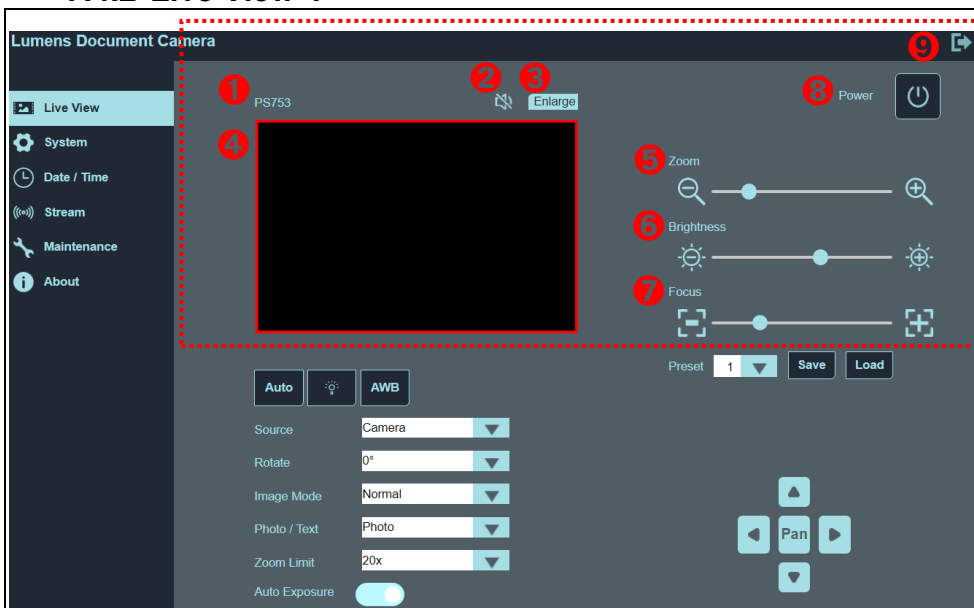 Lumens Document Camera
9
1 PS753
2
3 Enlarge
8 Power
Live View
4
System
5 Zoom
Date / Time
Stream
6 Brightness
Maintenance
About
7 Focus
Preset 1 Save Load
Auto AWB
Source Camera
Rotate 0°
Image Mode Normal
Photo / Text Photo
Pan
Zoom Limit 20x
Auto Exposure